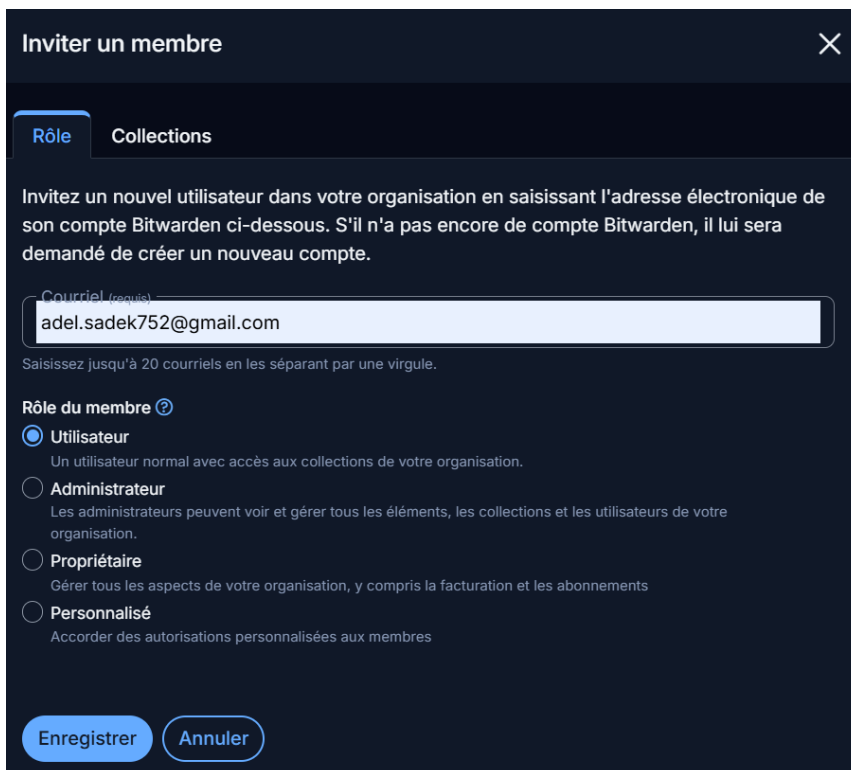 Inviter un membre
Rôle
Collections
Invitez un nouvel utilisateur dans votre organisation en saisissant l'adresse électronique de
son compte Bitwarden ci-dessous. S'il n'a pas encore de compte Bitwarden, il lui sera
demandé de créer un nouveau compte.
Courriel (requis)
adel.sadek752@gmail.com
Saisissez jusqu'à 20 courriels en les séparant par une virgule.
Rôle du membre
Utilisateur
Un utilisateur normal avec accès aux collections de votre organisation.
Administrateur
Les administrateurs peuvent voir et gérer tous les éléments, les collections et les utilisateurs de votre
organisation.
Propriétaire
Gérer tous les aspects de votre organisation, y compris la facturation et les abonnements
Personnalisé
Accorder des autorisations personnalisées aux membres
Enregistrer
Annuler